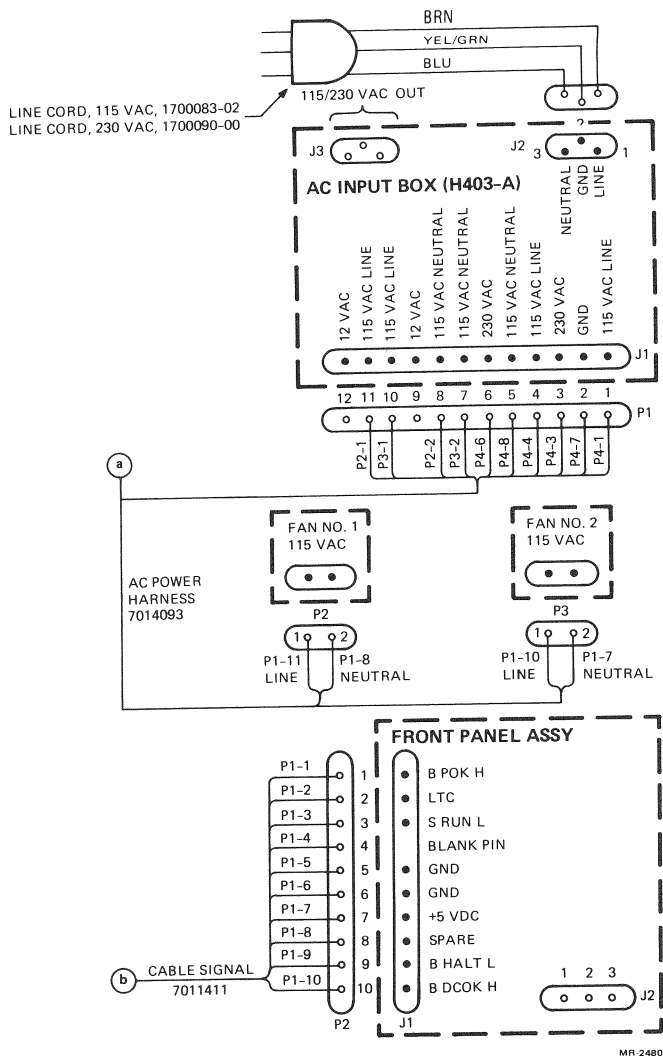 BRN
YEL/GRN
BLU
115/230 VAC OUT
LINE CORD, 115 VAC, 1700083-02
LINE CORD, 230 VAC, 1700090-00
2
J3
J2
3
1
AC INPUT BOX (H403-A)
NEUTRAL
GND
LINE
12 VAC
115 VAC LINE
115 VAC LINE
12 VAC
115 VAC NEUTRAL
115 VAC NEUTRAL
230 VAC
115 VAC NEUTRAL
115 VAC LINE
230 VAC
GND
115 VAC LINE
J1
12 11 10 9 8 7 6 5 4 3 2 1
P1
P2-1
P3-1
P2-2
P3-2
P4-6
P4-8
P4-4
P4-3
P4-7
P4-1
a
FAN NO. 1
115 VAC
FAN NO. 2
115 VAC
AC POWER
HARNESS
7014093
P2
1 2
P1-11
LINE
P1-8
NEUTRAL
P3
1 2
P1-10
LINE
P1-7
NEUTRAL
FRONT PANEL ASSY
P1-1 1 B POK H
P1-2 2 LTC
P1-3 3 S RUN L
P1-4 4 BLANK PIN
P1-5 5 GND
P1-6 6 GND
P1-7 7 +5 VDC
P1-8 8 SPARE
P1-9 9 B HALT L
P1-10 10 B DCOK H
b
CABLE SIGNAL
7011411
1 2 3
J2
P2
J1
MR-2480